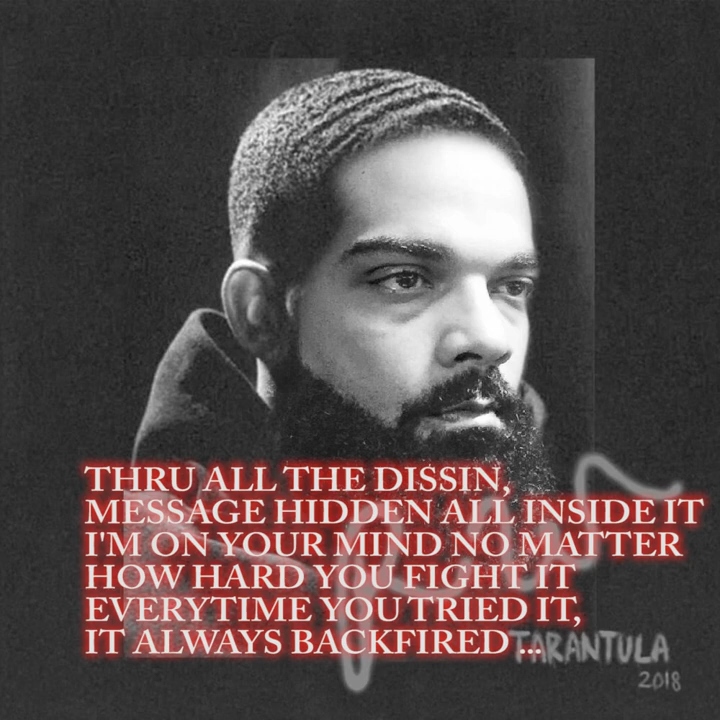 THRU ALL THE DISSIN,
MESSAGE HIDDEN ALL INSIDE IT
I'M ON YOUR MIND NO MATTER
HOW HARD YOU FIGHT IT
EVERYTIME YOU TRIED IT,
IT ALWAYS BACKFIRED ...
TARANTULA
2018